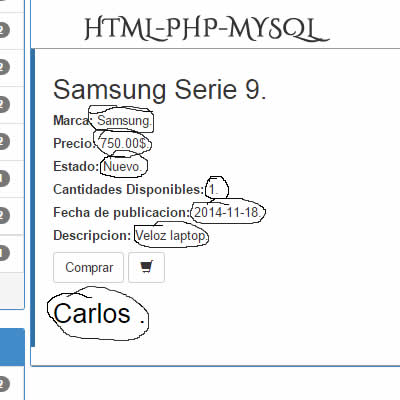 HTML-PHP-MYSQL
Samsung Serie 9.
Marca: Samsung.
Precio: 750.00$.
Estado: Nuevo.
Cantidades Disponibles: 1.
Fecha de publicacion: 2014-11-18.
Descripcion: Veloz laptop.
Comprar
Carlos .